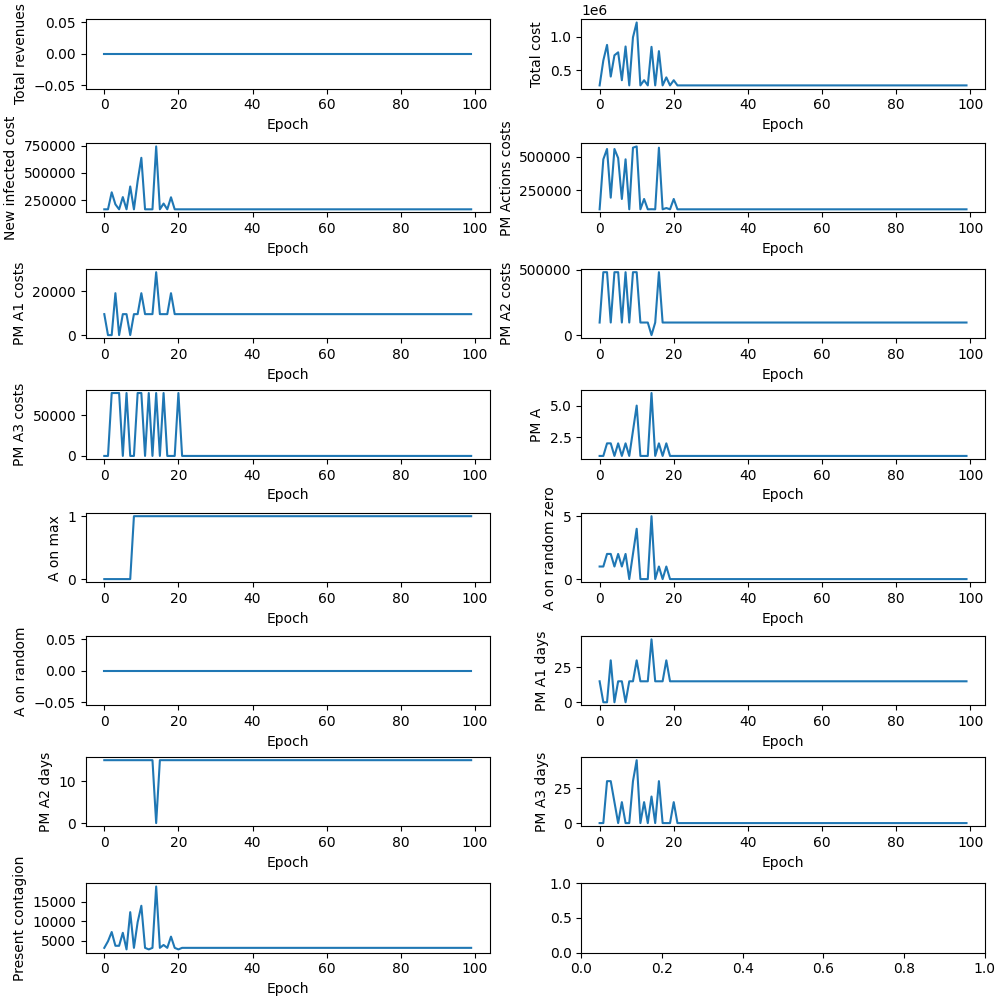 Total revenues
0.05
0.00
−0.05
0 20 40 60 80 100
Epoch
1e6
Total cost
1.0
0.5
0 20 40 60 80 100
Epoch
New infected cost
750000
500000
250000
0 20 40 60 80 100
Epoch
PM Actions costs
500000
250000
0 20 40 60 80 100
Epoch
PM A1 costs
20000
0
0 20 40 60 80 100
Epoch
PM A2 costs
500000
0
0 20 40 60 80 100
Epoch
PM A3 costs
50000
0
0 20 40 60 80 100
Epoch
PM A
5.0
2.5
0 20 40 60 80 100
Epoch
A on max
1
0
0 20 40 60 80 100
Epoch
A on random zero
5
0
0 20 40 60 80 100
Epoch
A on random
0.05
0.00
−0.05
0 20 40 60 80 100
Epoch
PM A1 days
25
0
0 20 40 60 80 100
Epoch
PM A2 days
10
0
0 20 40 60 80 100
Epoch
PM A3 days
25
0
0 20 40 60 80 100
Epoch
Present contagion
15000
10000
5000
0 20 40 60 80 100
Epoch
1.0
0.5
0.0
0.0 0.2 0.4 0.6 0.8 1.0